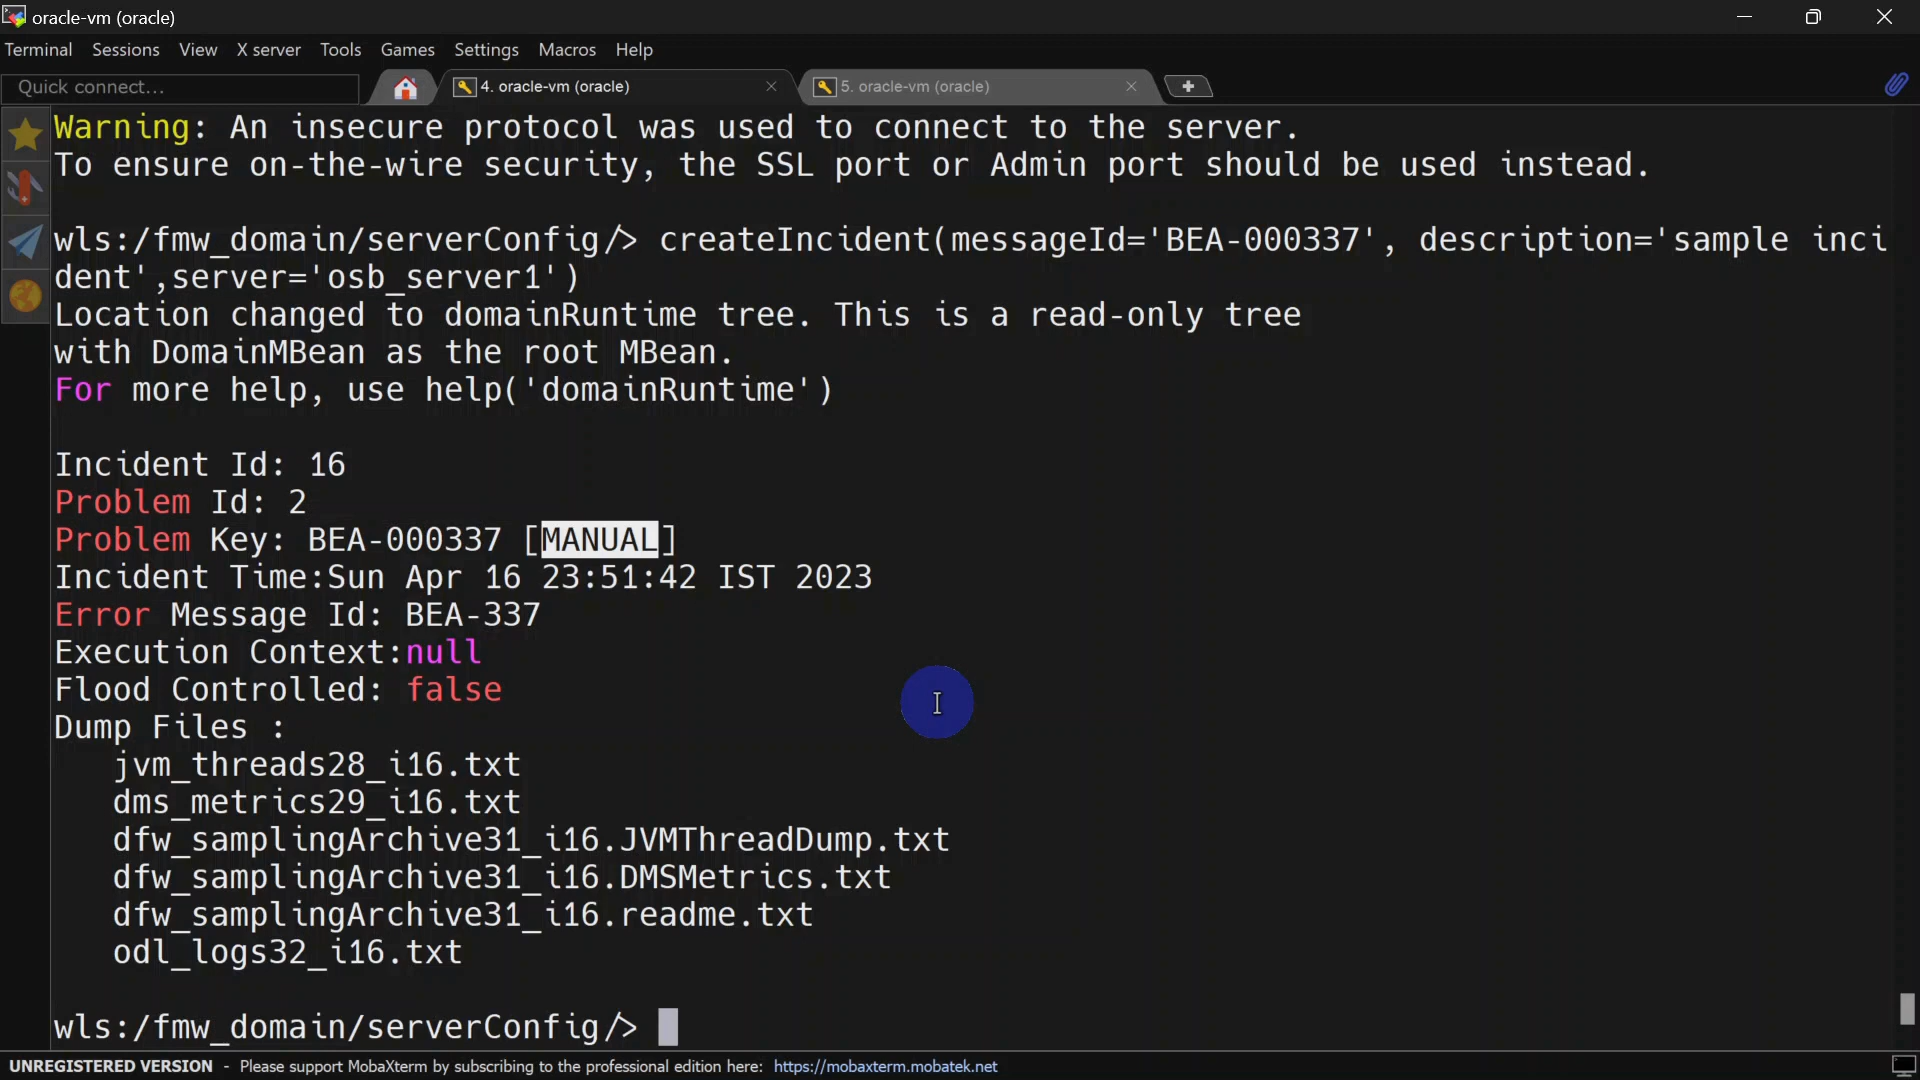 oracle-vm (oracle)
Terminal Sessions View X server Tools Games Settings Macros Help
Quick connect...
4. oracle-vm (oracle)
5. oracle-vm (oracle)
Warning: An insecure protocol was used to connect to the server.
To ensure on-the-wire security, the SSL port or Admin port should be used instead.
wls:/fmw_domain/serverConfig/> createIncident(messageId='BEA-000337', description='sample inci
dent',server='osb_server1')
Location changed to domainRuntime tree. This is a read-only tree
with DomainMBean as the root MBean.
For more help, use help('domainRuntime')
Incident Id: 16
Problem Id: 2
Problem Key: BEA-000337 [MANUAL]
Incident Time:Sun Apr 16 23:51:42 IST 2023
Error Message Id: BEA-337
Execution Context:null
Flood Controlled: false
Dump Files :
jvm_threads28_i16.txt
dms_metrics29_i16.txt
dfw_samplingArchive31_i16.JVMThreadDump.txt
dfw_samplingArchive31_i16.DMSMetrics.txt
dfw_samplingArchive31_i16.readme.txt
odl_logs32_i16.txt
wls:/fmw_domain/serverConfig/>
UNREGISTERED VERSION - Please support MobaXterm by subscribing to the professional edition here: https://mobaxterm.mobatek.net